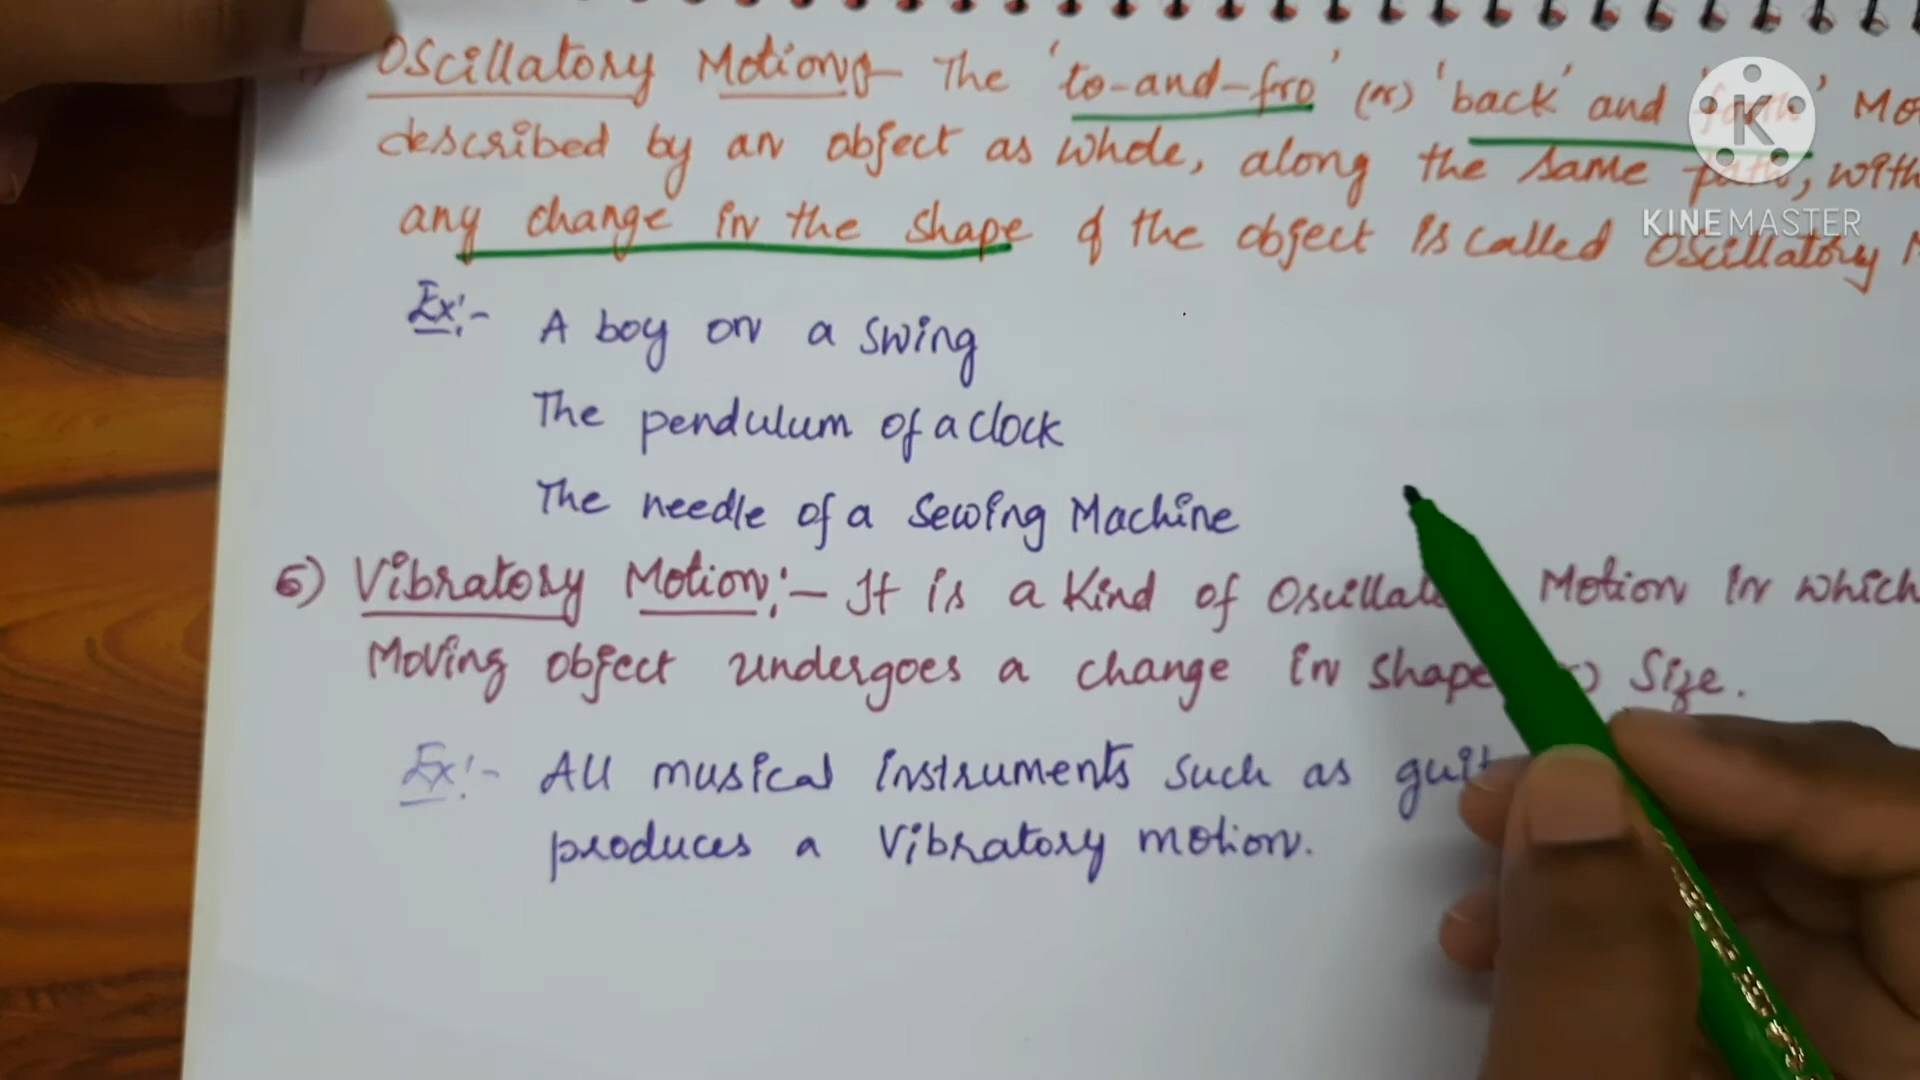 Oscillatory Motion:- The 'to-and-fro' (or) 'back' and
described by an object as whole, along the same path, with
any change in the shape of the object is called Oscillatory
Ex:- A boy on a swing
The pendulum of a clock
The needle of a Sewing Machine
6) Vibratory Motion:- It is a kind of Motion in which
Moving object undergoes a change in shape Size.
Ex:- All musical instruments such as
produces a Vibratory motion.
KINEMASTER